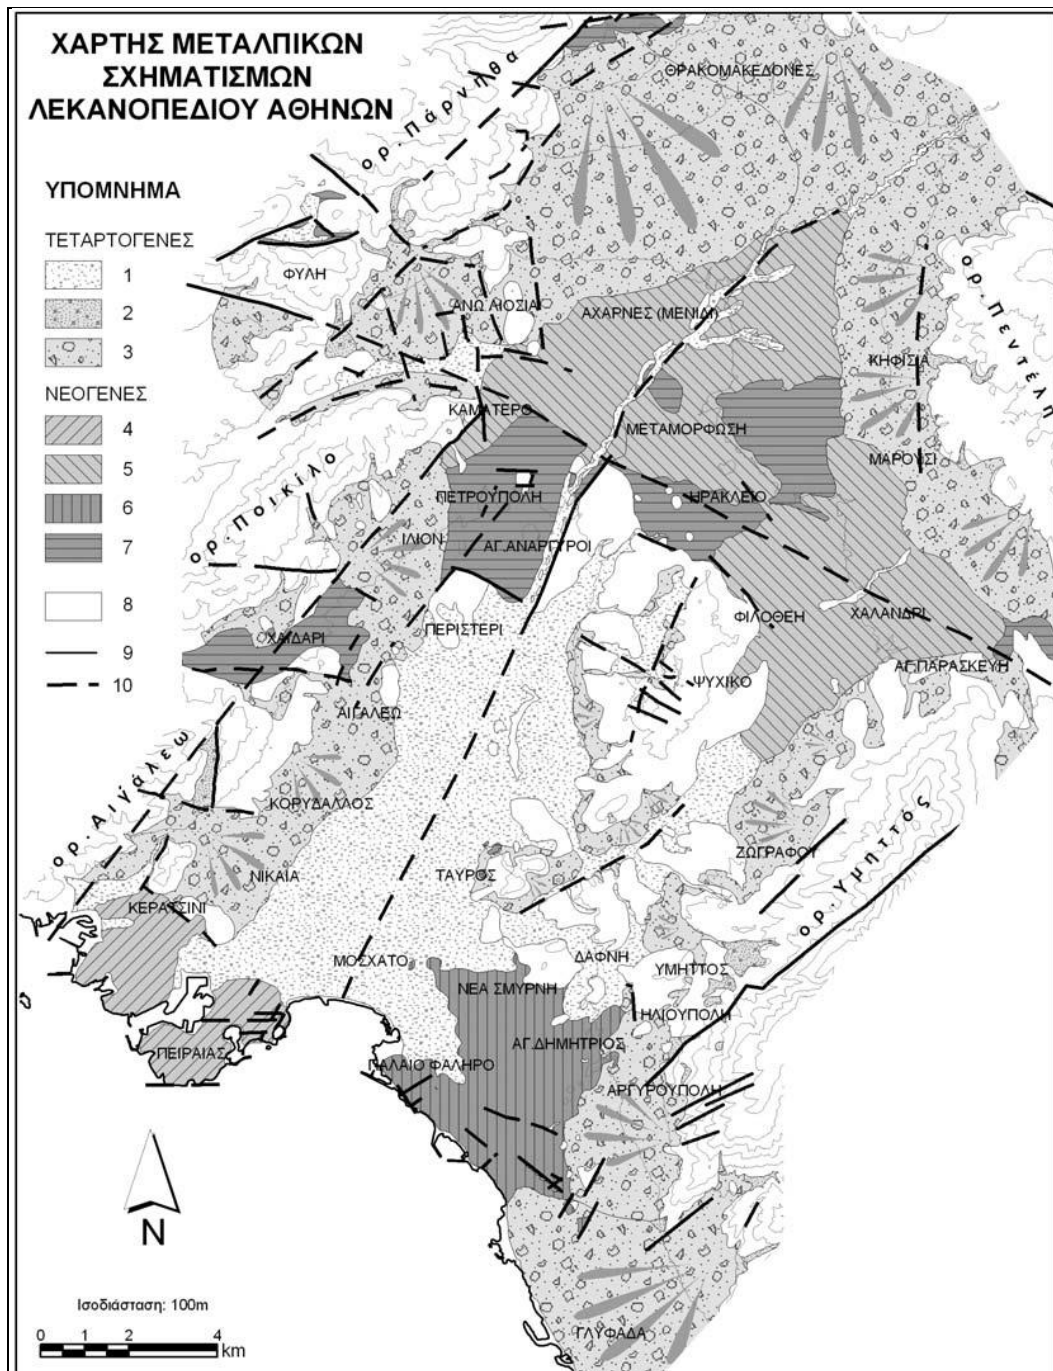 ΧΑΡΤΗΣ ΜΕΤΑΛΠΙΚΩΝ
ΣΧΗΜΑΤΙΣΜΩΝ
ΛΕΚΑΝΟΠΕΔΙΟΥ ΑΘΗΝΩΝ
ΥΠΟΜΝΗΜΑ
ΤΕΤΑΡΤΟΓΕΝΕΣ
1
2
3
ΝΕΟΓΕΝΕΣ
4
5
6
7
8
9
10
ορ. Πάρνηθα
ΘΡΑΚΟΜΑΚΕΔΟΝΕΣ
ΦΥΛΗ
ΑΝΩ ΛΙΟΣΙΑ
ΑΧΑΡΝΕΣ (ΜΕΝΙΔΙ)
ορ. Πεντέλη
ΚΗΦΙΣΙΑ
ΚΑΜΑΤΕΡΟ
ΜΕΤΑΜΟΡΦΩΣΗ
ΜΑΡΟΥΣΙ
ορ. Ποικίλο
ΠΕΤΡΟΥΠΟΛΗ
ΗΡΑΚΛΕΙΟ
ΙΛΙΟΝ
ΑΓ.ΑΝΑΡΓΥΡΟΙ
ΦΙΛΟΘΕΗ
ΧΑΛΑΝΔΡΙ
ΠΕΡΙΣΤΕΡΙ
ΧΑΪΔΑΡΙ
ΑΓ.ΠΑΡΑΣΚΕΥΗ
ΨΥΧΙΚΟ
ΑΙΓΑΛΕΩ
ορ. Αιγάλεω
ΚΟΡΥΔΑΛΛΟΣ
ΖΩΓΡΑΦΟΥ
ορ. Υμηττός
ΝΙΚΑΙΑ
ΤΑΥΡΟΣ
ΚΕΡΑΤΣΙΝΙ
ΜΟΣΧΑΤΟ
ΔΑΦΝΗ
ΥΜΗΤΤΟΣ
ΝΕΑ ΣΜΥΡΝΗ
ΗΛΙΟΥΠΟΛΗ
ΑΓ.ΔΗΜΗΤΡΙΟΣ
ΠΕΙΡΑΙΑΣ
ΠΑΛΑΙΟ ΦΑΛΗΡΟ
ΑΡΓΥΡΟΥΠΟΛΗ
ΓΛΥΦΑΔΑ
N
Ισοδιάσταση: 100m
0 1 2 4
km